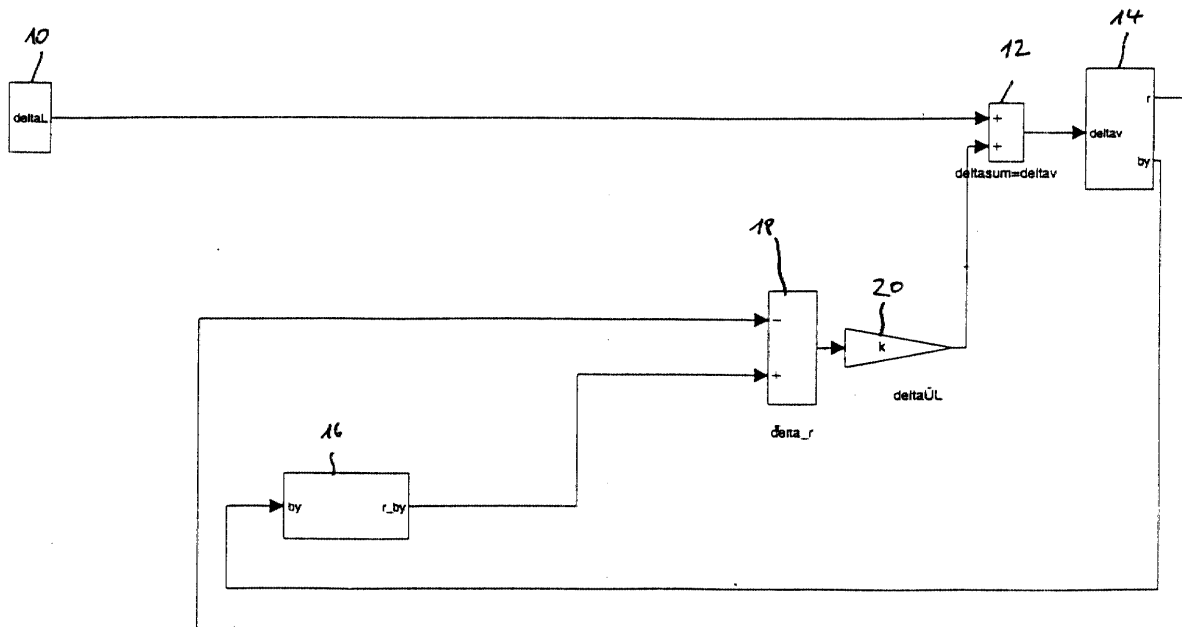 10
14
12
deltaL
+
+
deltav
r
by
deltasum=deltav
18
20
-
+
k
deltaÜL
delta_r
16
by
r_by